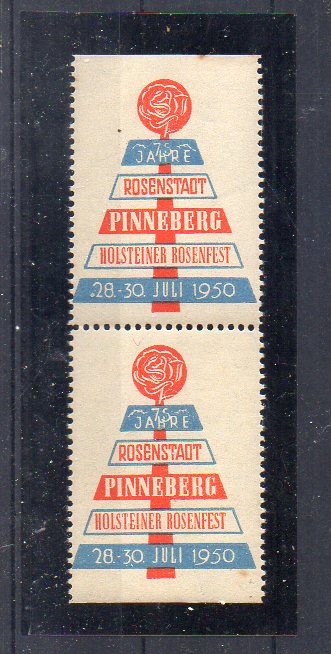 75
JAHRE
ROSENSTADT
PINNEBERG
HOLSTEINER ROSENFEST
.28.-30. JULI 1950
75
JAHRE
ROSENSTADT
PINNEBERG
HOLSTEINER ROSENFEST
28.-30. JULI 1950